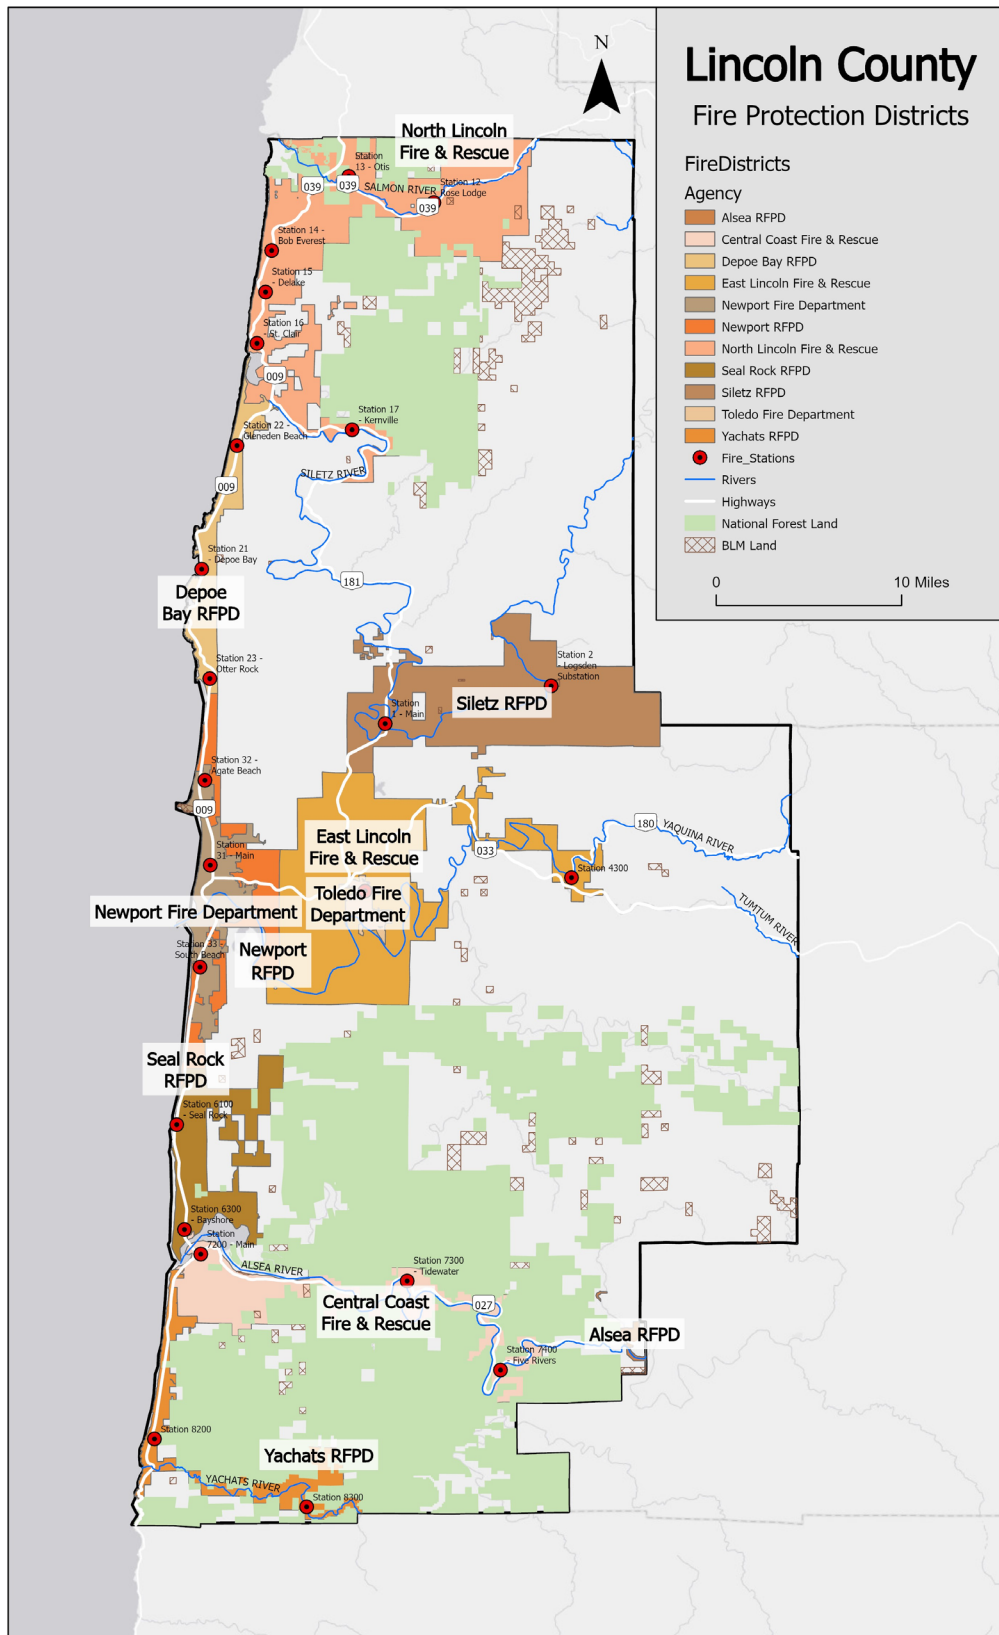 N
Lincoln County
Fire Protection Districts
FireDistricts
Agency
Alsea RFPD
Central Coast Fire & Rescue
Depoe Bay RFPD
East Lincoln Fire & Rescue
Newport Fire Department
Newport RFPD
North Lincoln Fire & Rescue
Seal Rock RFPD
Siletz RFPD
Toledo Fire Department
Yachats RFPD
Fire_Stations
Rivers
Highways
National Forest Land
BLM Land
0
10 Miles
North Lincoln
Fire & Rescue
Station
13 - Otis
039
039
SALMON RIVER
Station 12
Rose Lodge
039
Station 14 -
Bob Everest
Station 15
- Delake
Station 16
- St. Clair
009
Station 17
- Kernville
Station 22 -
Gleneden Beach
SILETZ RIVER
009
Station 21
- Depoe Bay
181
Depoe
Bay RFPD
Station 23 -
Otter Rock
Station 2
- Logsden
Substation
Siletz RFPD
Station
1 - Main
Station 32 -
Agate Beach
009
East Lincoln
Fire & Rescue
180
YAQUINA RIVER
033
Station
31 - Main
Station 4300
Toledo Fire
Department
TUMTUM RIVER
Newport Fire Department
Station 33 -
South Beach
Newport
RFPD
Seal Rock
RFPD
Station 6100
- Seal Rock
Station 6300
- Bayshore
Station
7200 - Main
ALSEA RIVER
Station 7300
- Tidewater
Central Coast
Fire & Rescue
027
Alsea RFPD
Station 7400
- Five Rivers
Station 8200
Yachats RFPD
YACHATS RIVER
Station 8300